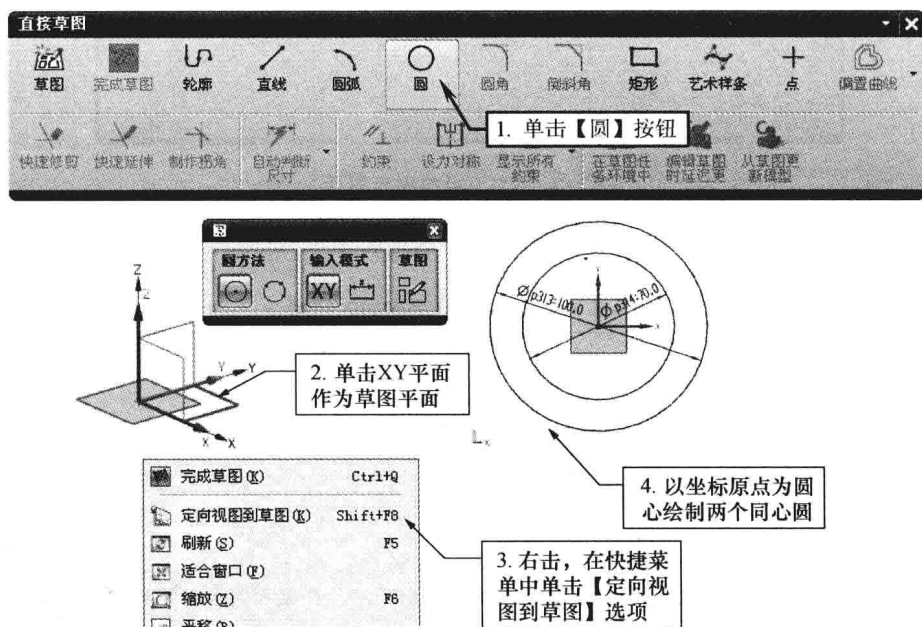 直接草图
草图 完成草图 轮廓 直线 圆弧 圆 圆角 倒斜角 矩形 艺术样条 点 偏置曲线
1. 单击【圆】按钮
快速修剪 快速延伸 制作拐角 自动判断 约束 设为对称 显示所有 在草图任 编辑草图 从草图更
尺寸 约束 务环境中 时延迟更 新模型
圆方法 输入模式 草图
XY
Z
Z
Y
Y
X
X
2. 单击XY平面
作为草图平面
Ø p313:100.0 Ø p314:70.0
X
4. 以坐标原点为圆
心绘制两个同心圆
完成草图(K) Ctrl+Q
定向视图到草图(K) Shift+F8
刷新(S) F5
适合窗口(F)
缩放(Z) F6
平移(P)
3. 右击，在快捷菜
单中单击【定向视
图到草图】选项